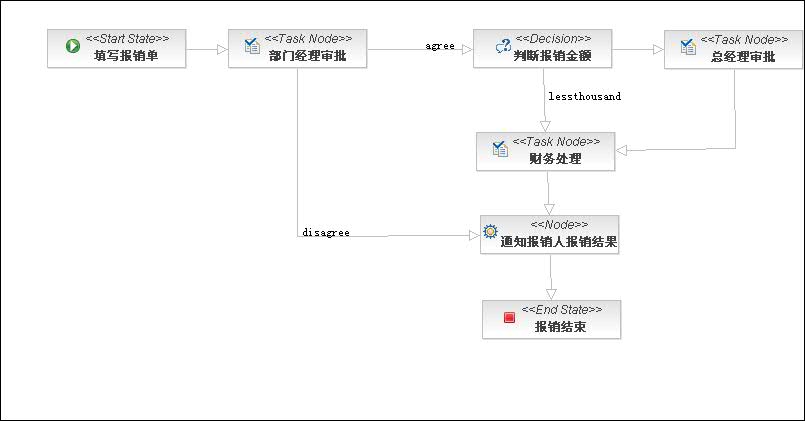 <<Start State>>
填写报销单
<<Task Node>>
部门经理审批
agree
<<Decision>>
判断报销金额
<<Task Node>>
总经理审批
lessthousand
<<Task Node>>
财务处理
disagree
<<Node>>
通知报销人报销结果
<<End State>>
报销结束